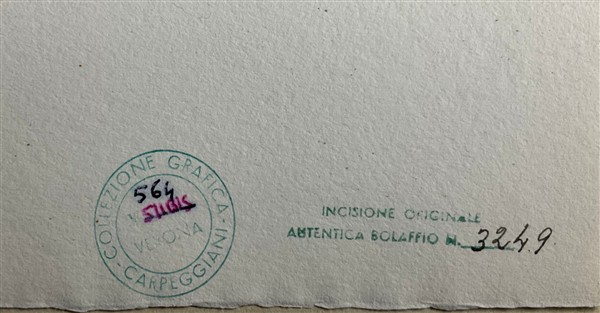 COLLEZIONE GRAFICA
CARPEGGIANI
564
VERONA
INCISIONE ORIGINALE
AUTENTICA BOLAFFIO N. 3249